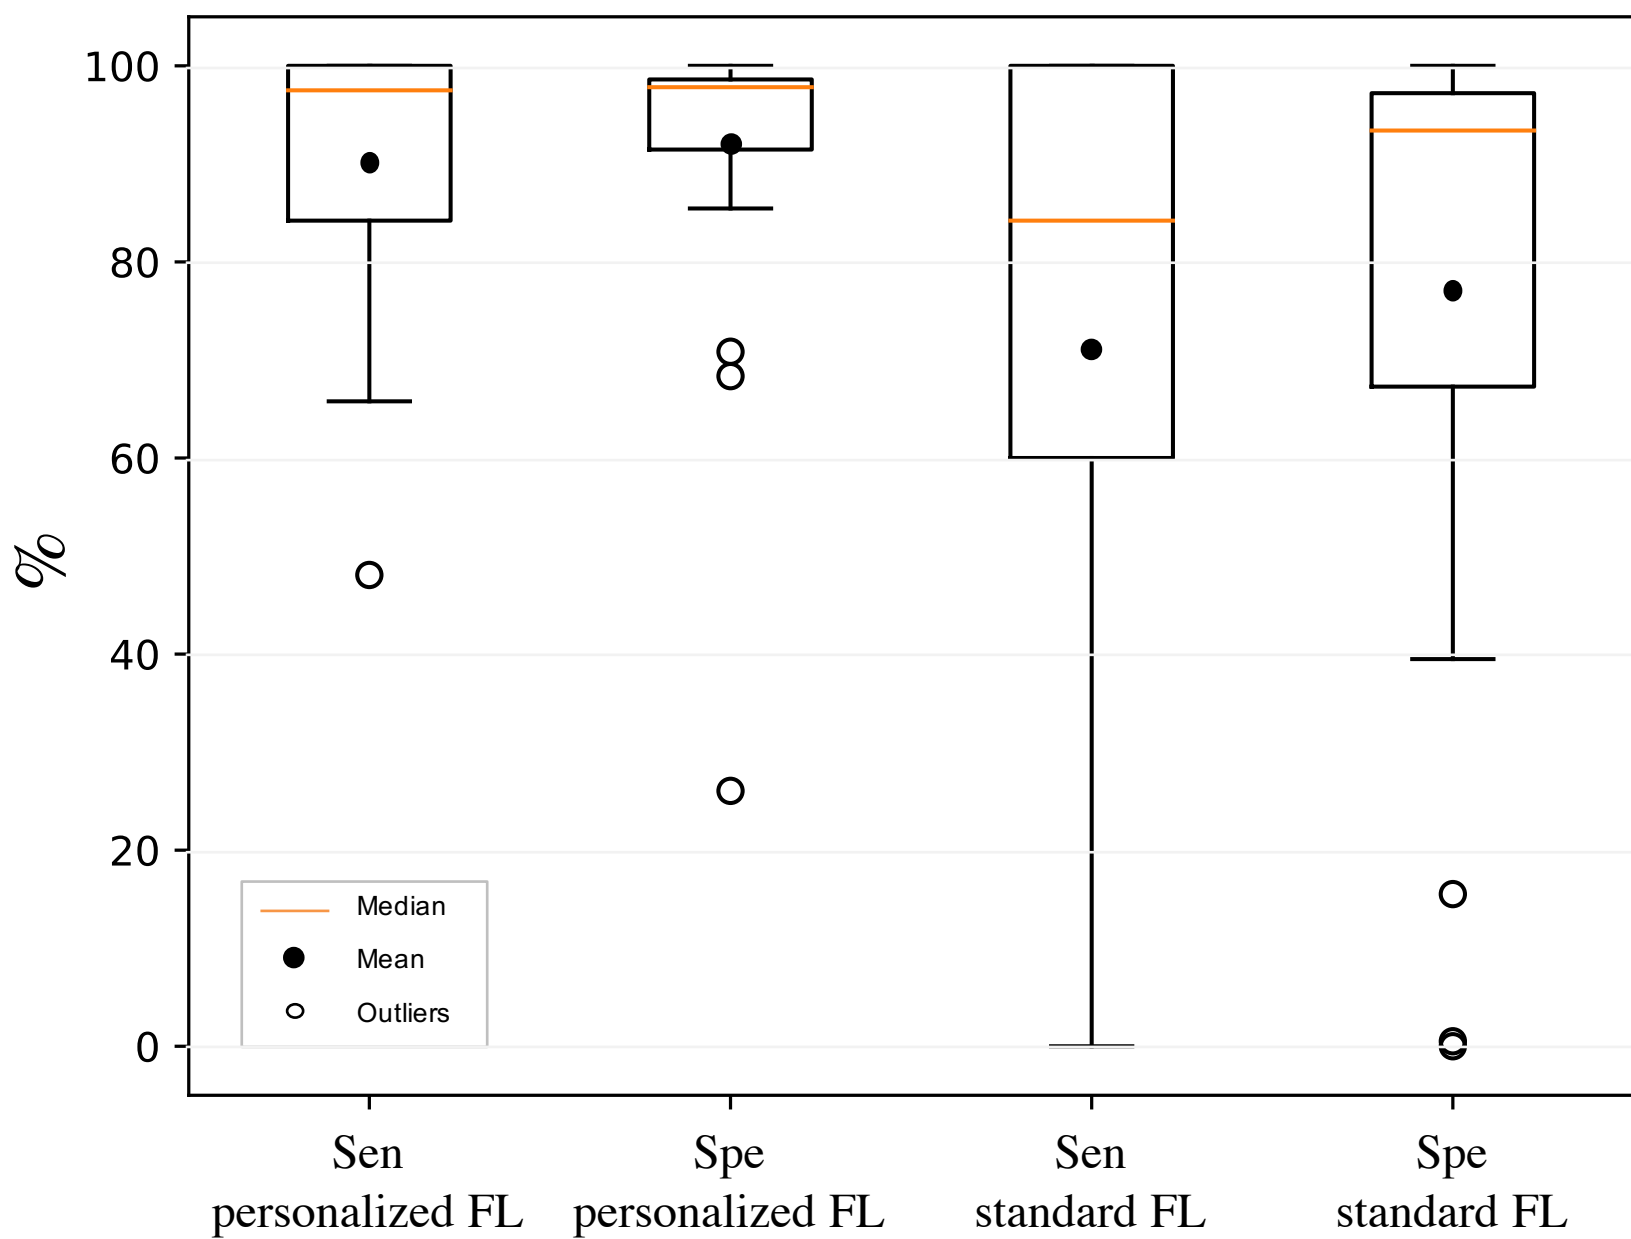 100
80
60
40
20
0
%
Median
Mean
Outliers
Sen
personalized FL
Spe
personalized FL
Sen
standard FL
Spe
standard FL